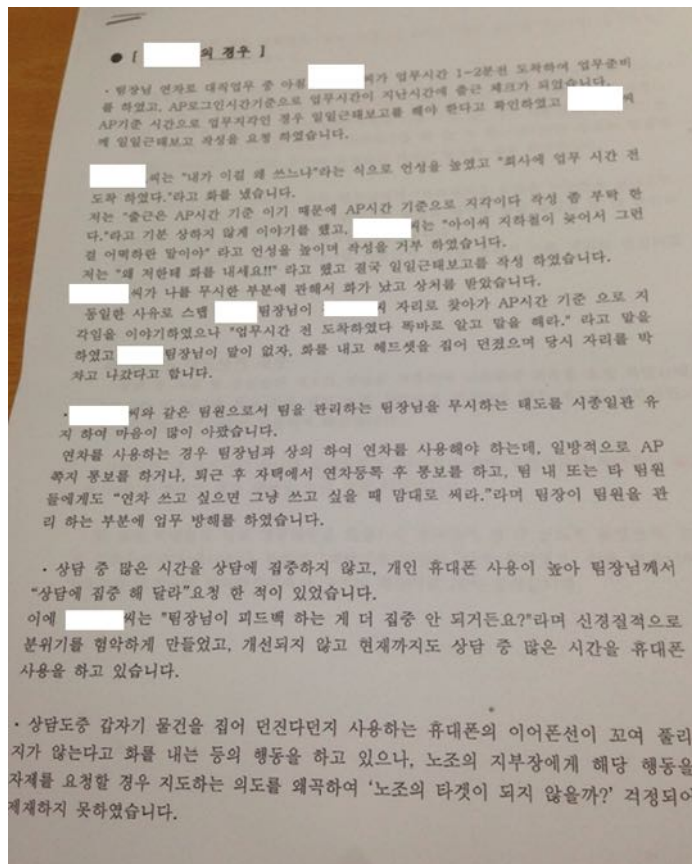 ● [ 의 경우 ]
· 팀장님 연차로 대직업무 중 아침 씨가 업무시간 1-2분전 도착하여 업무준비
를 하였고, AP로그인시간기준으로 업무시간이 지난시간에 출근 체크가 되었습니다.
AP기준 시간으로 업무지각인 경우 일일근태보고를 해야 한다고 확인하였고 씨
께 일일근태보고 작성을 요청 하였습니다.
씨는 "내가 이걸 왜 쓰느냐"라는 식으로 언성을 높였고 "회사에 업무 시간 전
도착 하였다."라고 화를 냈습니다.
저는 "출근은 AP시간 기준 이기 때문에 AP시간 기준으로 지각이다 작성 좀 부탁 한
다."라고 기분 상하지 않게 이야기를 했고, 씨는 "아이씨 지하철이 늦어서 그런
걸 어떡하란 말이야" 라고 언성을 높이며 작성을 거부 하였습니다.
저는 "왜 저한테 화를 내세요!!" 라고 했고 결국 일일근태보고를 작성 하였습니다.
씨가 나를 무시한 부분에 관해서 화가 났고 상처를 받았습니다.
동일한 사유로 스탭 팀장님이 씨 자리로 찾아가 AP시간 기준 으로 지
각임을 이야기하였으나 "업무시간 전 도착하였다 똑바로 알고 말을 해라." 라고 말을
하였고 팀장님이 말이 없자, 화를 내고 헤드셋을 집어 던졌으며 당시 자리를 박
차고 나갔다고 합니다.
· 씨와 같은 팀원으로서 팀을 관리하는 팀장님을 무시하는 태도를 시종일관 유
지 하여 마음이 많이 아팠습니다.
연차를 사용하는 경우 팀장님과 상의 하여 연차를 사용해야 하는데, 일방적으로 AP
쪽지 통보를 하거나, 퇴근 후 자택에서 연차등록 후 통보를 하고, 팀 내 또는 타 팀원
들에게도 “연차 쓰고 싶으면 그냥 쓰고 싶을 때 맘대로 써라.”라며 팀장이 팀원을 관
리 하는 부분에 업무 방해를 하였습니다.
· 상담 중 많은 시간을 상담에 집중하지 않고, 개인 휴대폰 사용이 높아 팀장님께서
“상담에 집중 해 달라”요청 한 적이 있었습니다.
이에 씨는 "팀장님이 피드백 하는 게 더 집중 안 되거든요?"라며 신경질적으로
분위기를 험악하게 만들었고, 개선되지 않고 현재까지도 상담 중 많은 시간을 휴대폰
사용을 하고 있습니다.
· 상담도중 갑자기 물건을 집어 던진다던지 사용하는 휴대폰의 이어폰선이 꼬여 풀리
지가 않는다고 화를 내는 등의 행동을 하고 있으나, 노조의 지부장에게 해당 행동을
자제를 요청할 경우 지도하는 의도를 왜곡하여 ‘노조의 타겟이 되지 않을까?’ 걱정되어
제재하지 못하였습니다.